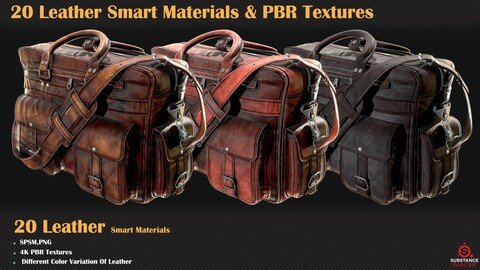 20 Leather Smart Materials & PBR Textures
20 Leather Smart Materials
SPSM,PNG
4K PBR Textures
Different Color Variation Of Leather
SUBSTANCE
PAINTER